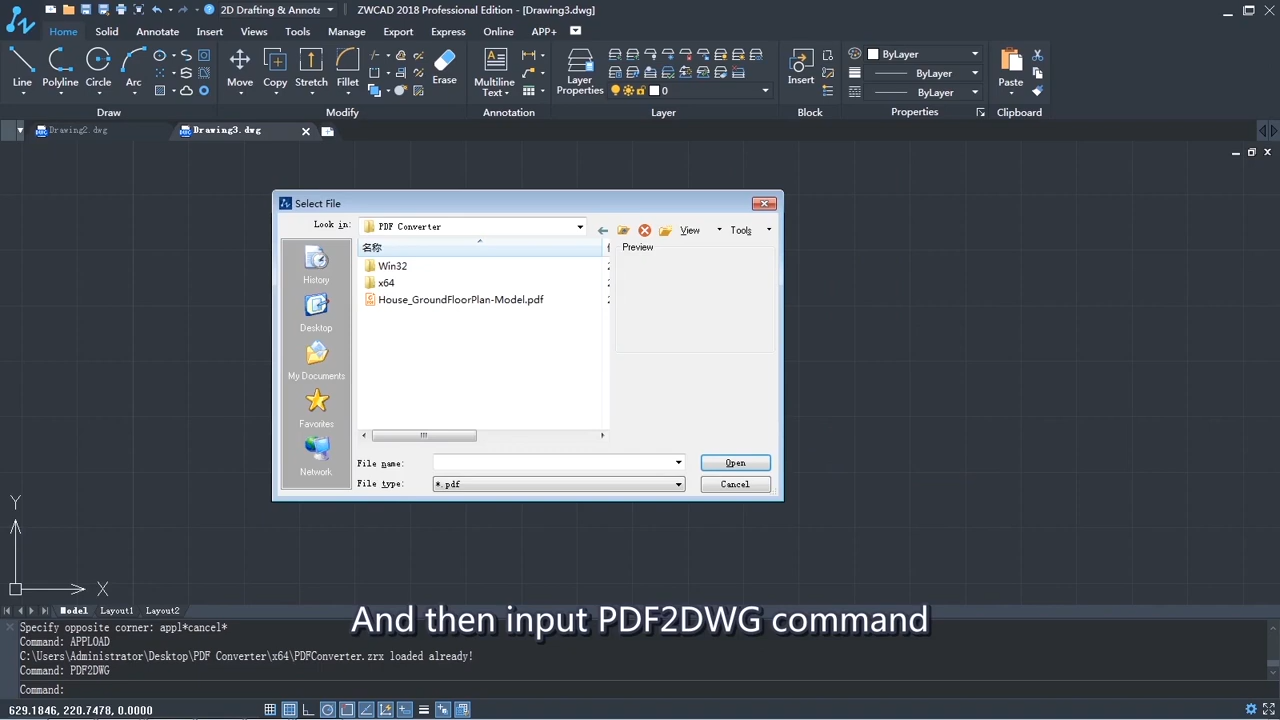 2D Drafting & Annotat
ZWCAD 2018 Professional Edition - [Drawing3.dwg]
Home Solid Annotate Insert Views Tools Manage Export Express Online APP+
Line Polyline Circle Arc
Move Copy Stretch Fillet Erase
Multiline Text
Layer Properties
0
Insert
ByLayer
ByLayer
ByLayer
Paste
Draw Modify Annotation Layer Block Properties Clipboard
Drawing2.dwg Drawing3.dwg
Select File
Look in: PDF Converter View Tools
名称
Preview
Win32 2
x64 2
House_GroundFloorPlan-Model.pdf 2
History
Desktop
My Documents
Favorites
Network
File name: Open
File type: *.pdf Cancel
Y
X
Model Layout1 Layout2
And then input PDF2DWG command
Specify opposite corner: appl*cancel*
Command: APPLOAD
C:\Users\Administrator\Desktop\PDF Converter\x64\PDFConverter.zrx loaded already!
Command: PDF2DWG
Command:
629.1846, 220.7478, 0.0000